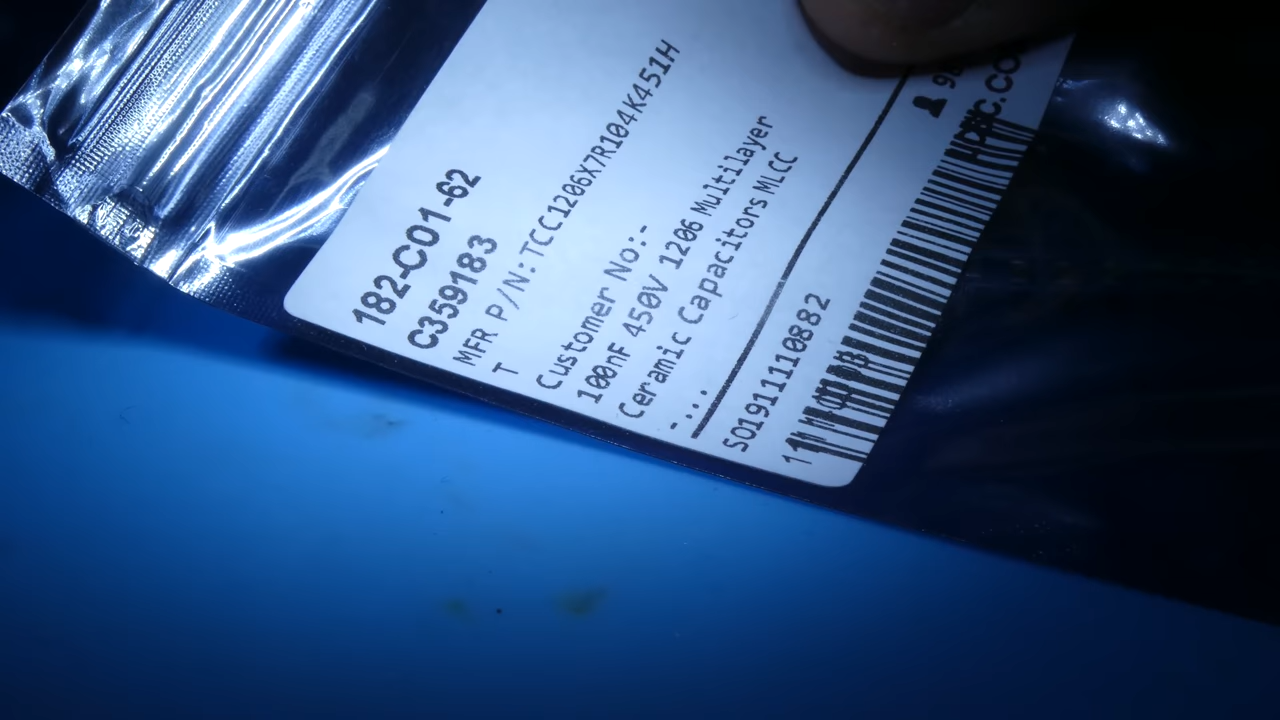 182-C01-62
C359183
MFR P/N:TCC1206X7R104K451H
T
Customer No:-
100nF 450V 1206 Multilayer
Ceramic Capacitors MLCC
-...
SO1911110882